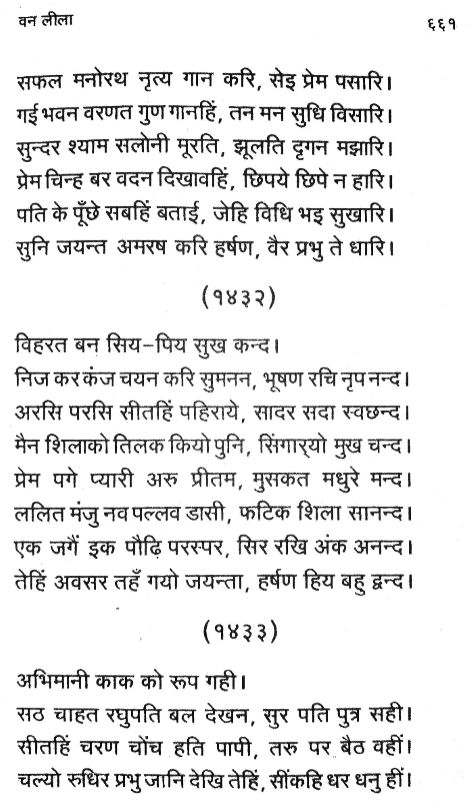 वन लीला
६६१
सफल मनोरथ नृत्य गान करि, सेइ प्रेम पसारि।
गई भवन वरणत गुण गानहिं, तन मन सुधि विसारि।
सुन्दर श्याम सलोनी मूरति, झूलति दृगन मझारि।
प्रेम चिन्ह बर वदन दिखावहिं, छिपये छिपे न हारि।
पति के पूँछे सबहिं बताई, जेहि विधि भइ सुखारि।
सुनि जयन्त अमरष करि हर्षण, वैर प्रभु ते धारि।
(१४३२)
विहरत बन सिय-पिय सुख कन्द।
निज कर कंज चयन करि सुमनन, भूषण रचि नृप नन्द।
अरसि परसि सीतहिं पहिराये, सादर सदा स्वछन्द।
मैन शिलाको तिलक कियो पुनि, सिंगार्‌यो मुख चन्द।
प्रेम पगे प्यारी अरु प्रीतम, मुसकत मधुरे मन्द।
ललित मंजु नव पल्लव डासी, फटिक शिला सानन्द।
एक जगैं इक पौढ़ि परस्पर, सिर रखि अंक अनन्द।
तेहिं अवसर तहँ गयो जयन्ता, हर्षण हिय बहु द्वन्द।
(१४३३)
अभिमानी काक को रूप गही।
सठ चाहत रघुपति बल देखन, सुर पति पुत्र सही।
सीतहिं चरण चोंच हति पापी, तरु पर बैठ वहीं।
चल्यो रुधिर प्रभु जानि देखि तेहिं, सींकहि धर धनु हीं।